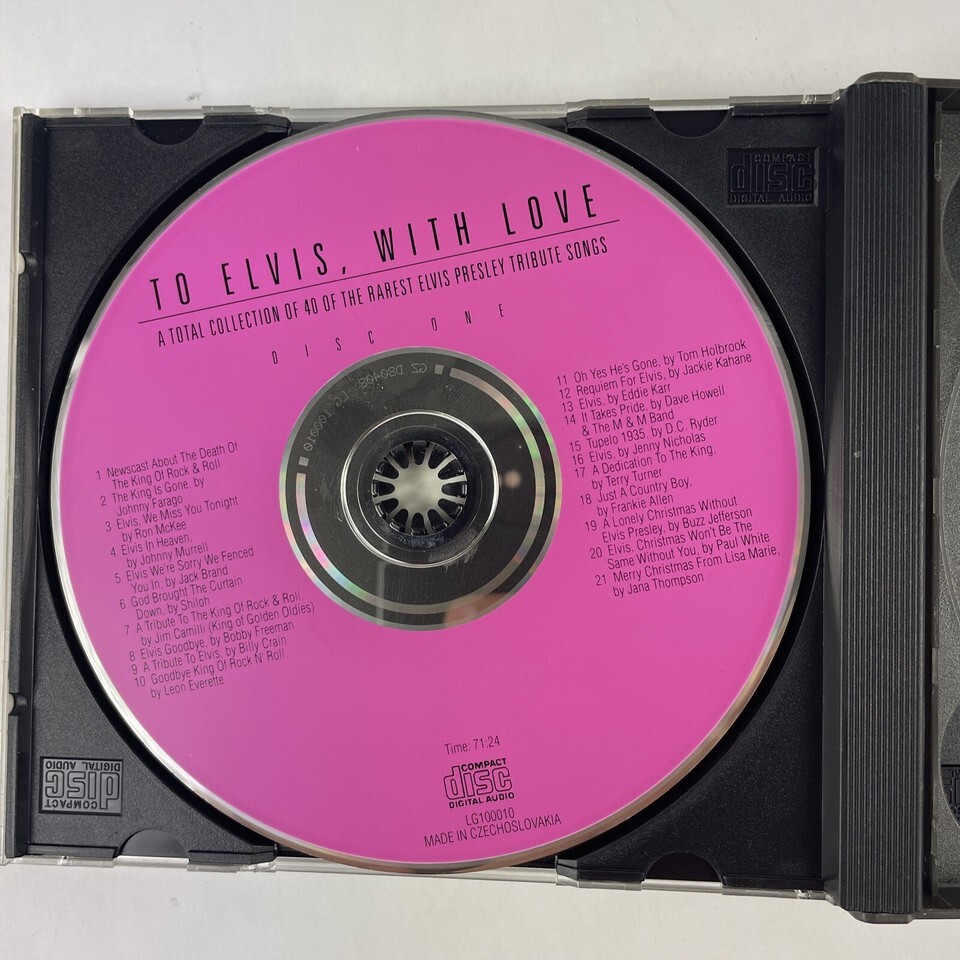 TO ELVIS, WITH LOVE
A TOTAL COLLECTION OF 40 OF THE RAREST ELVIS PRESLEY TRIBUTE SONGS
DISC ONE
1 Newscast About The Death Of
The King Of Rock & Roll
2 The King Is Gone, by
Johnny Farago
3 Elvis, We Miss You Tonight
by Ron McKee
4 Elvis In Heaven,
by Johnny Murrell
5 Elvis We're Sorry We Fenced
You In, by Jack Brand
6 God Brought The Curtain
Down, by Shiloh
7 A Tribute To The King Of Rock & Roll,
by Jim Camilli (King of Golden Oldies)
8 Elvis Goodbye, by Bobby Freeman
9 A Tribute To Elvis, by Billy Crain
10 Goodbye King Of Rock N' Roll,
by Leon Everette
11 Oh Yes He's Gone, by Tom Holbrook
12 Requiem For Elvis, by Jackie Kahane
13 Elvis, by Eddie Karr
14 It Takes Pride, by Dave Howell
& The M & M Band
15 Tupelo 1935, by D.C. Ryder
16 Elvis, by Jenny Nicholas
17 A Dedication To The King,
by Terry Turner
18 Just A Country Boy,
by Frankie Allen
19 A Lonely Christmas Without
Elvis Presley, by Buzz Jefferson
20 Elvis, Christmas Won't Be The
Same Without You, by Paul White
21 Merry Christmas From Lisa Marie,
by Jana Thompson
GZ DS0403 LG 100010
Time: 71:24
COMPACT
disc
DIGITAL AUDIO
LG100010
MADE IN CZECHOSLOVAKIA
COMPACT
disc
DIGITAL AUDIO
COMPACT
disc
DIGITAL AUDIO